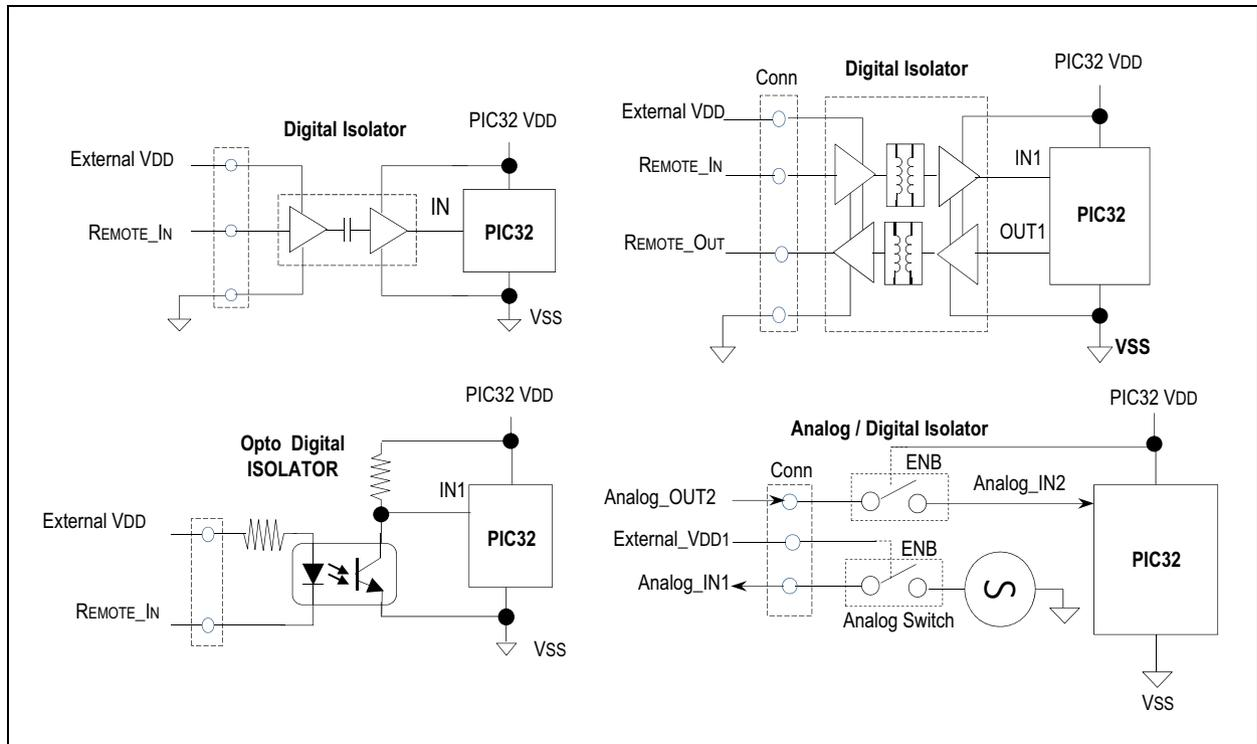 Digital Isolator
PIC32 VDD
External VDD
REMOTE_IN
IN
PIC32
VSS
Conn
Digital Isolator
PIC32 VDD
External VDD
REMOTE_IN
IN1
PIC32
REMOTE_OUT
OUT1
VSS
Opto Digital
ISOLATOR
PIC32 VDD
IN1
External VDD
PIC32
REMOTE_IN
VSS
PIC32 VDD
Analog / Digital Isolator
Conn
ENB
Analog_IN2
Analog_OUT2
External_VDD1
ENB
PIC32
Analog_IN1
Analog Switch
VSS